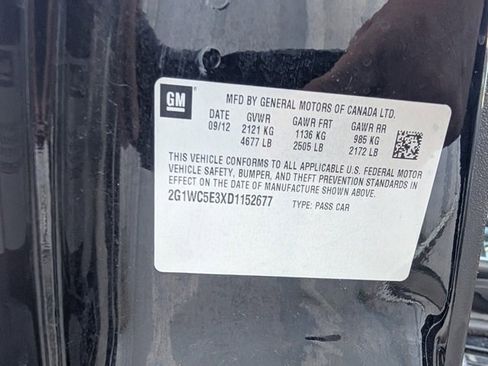 GM
MFD BY GENERAL MOTORS OF CANADA LTD.
DATE GVWR GAWR FRT GAWR RR
09/12 2121 KG 1136 KG 985 KG
4677 LB 2505 LB 2172 LB
THIS VEHICLE CONFORMS TO ALL APPLICABLE U.S. FEDERAL MOTOR
VEHICLE SAFETY, BUMPER, AND THEFT PREVENTION STANDARDS IN
EFFECT ON THE DATE OF MANUFACTURE SHOWN ABOVE.
2G1WC5E3XD1152677 TYPE: PASS CAR